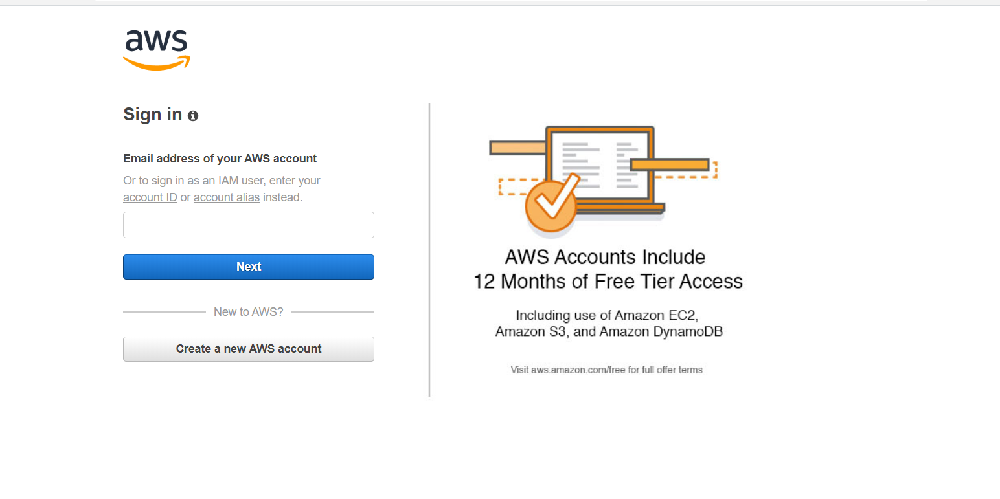 aws
Sign in
Email address of your AWS account
Or to sign in as an IAM user, enter your
account ID or account alias instead.
Next
New to AWS?
Create a new AWS account
AWS Accounts Include
12 Months of Free Tier Access
Including use of Amazon EC2,
Amazon S3, and Amazon DynamoDB
Visit aws.amazon.com/free for full offer terms